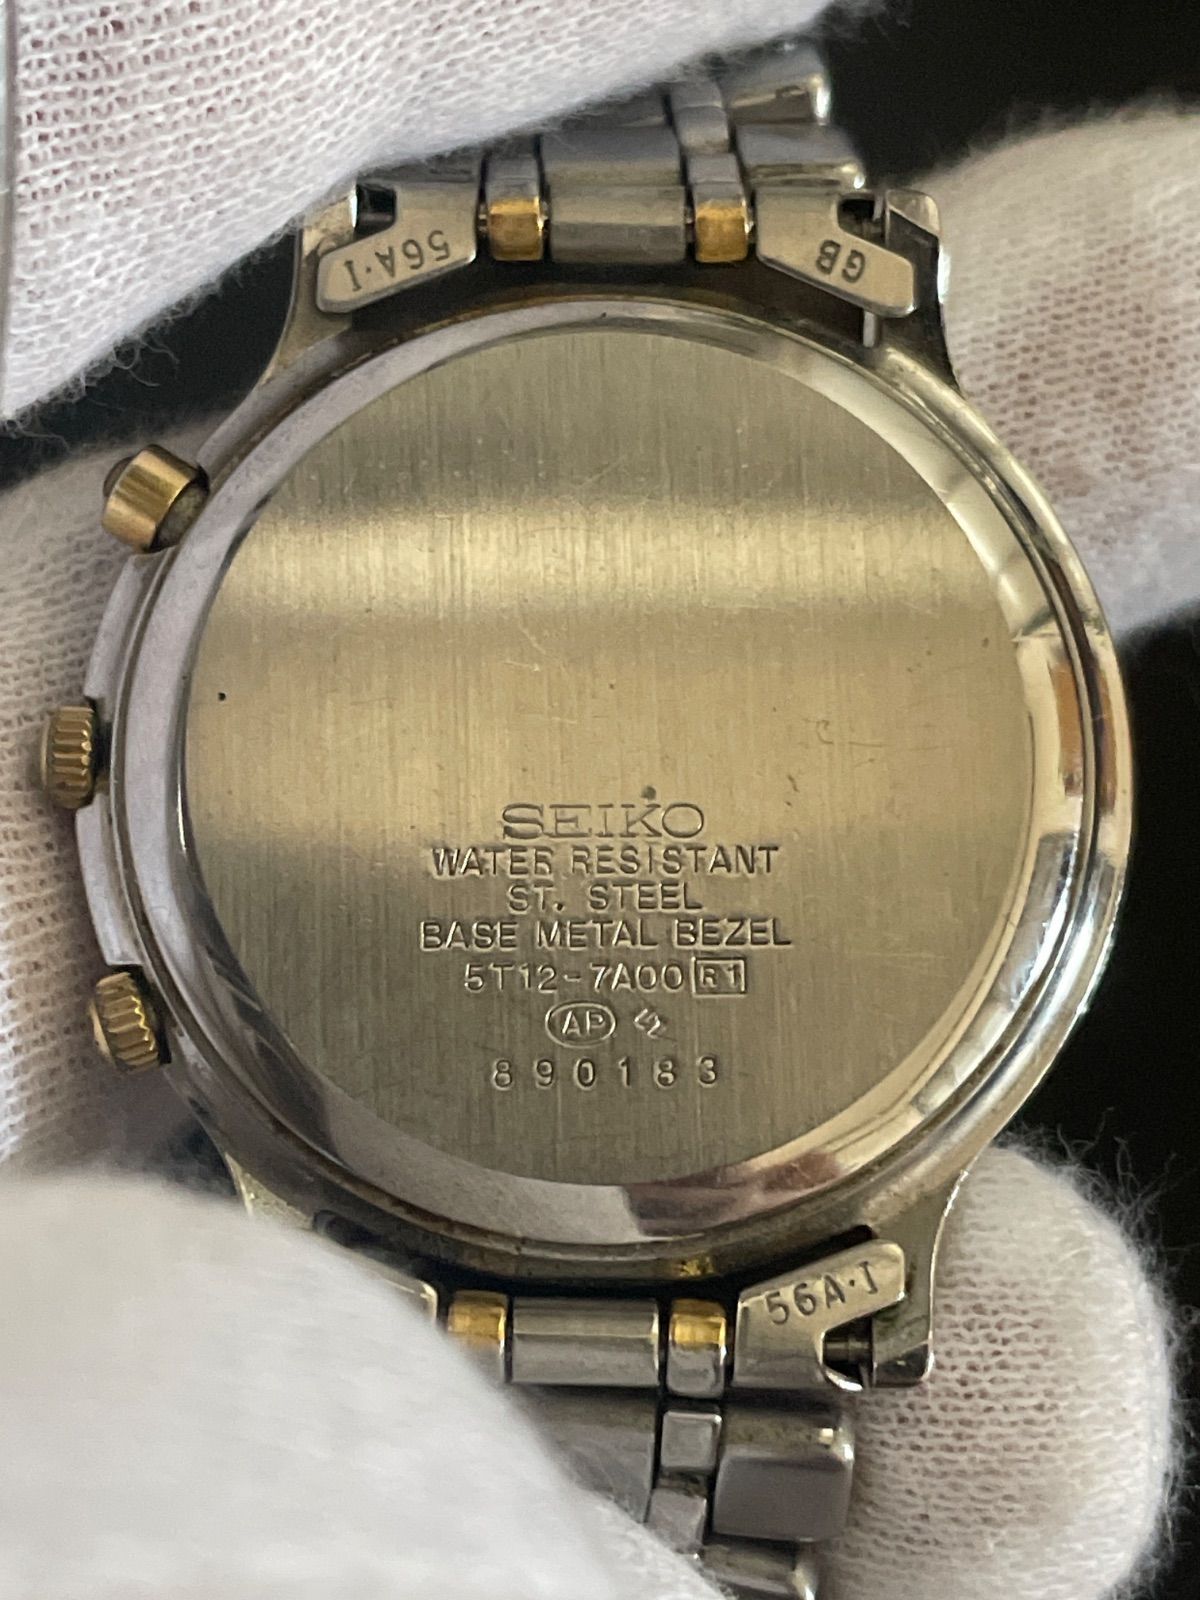 56A·I
GB
SEIKO
WATER RESISTANT
ST. STEEL
BASE METAL BEZEL
5T12-7A00 R1
AP
890183
56A·I